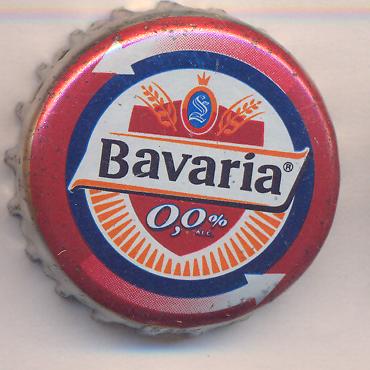 S
Bavaria®
0,0%
ALC.